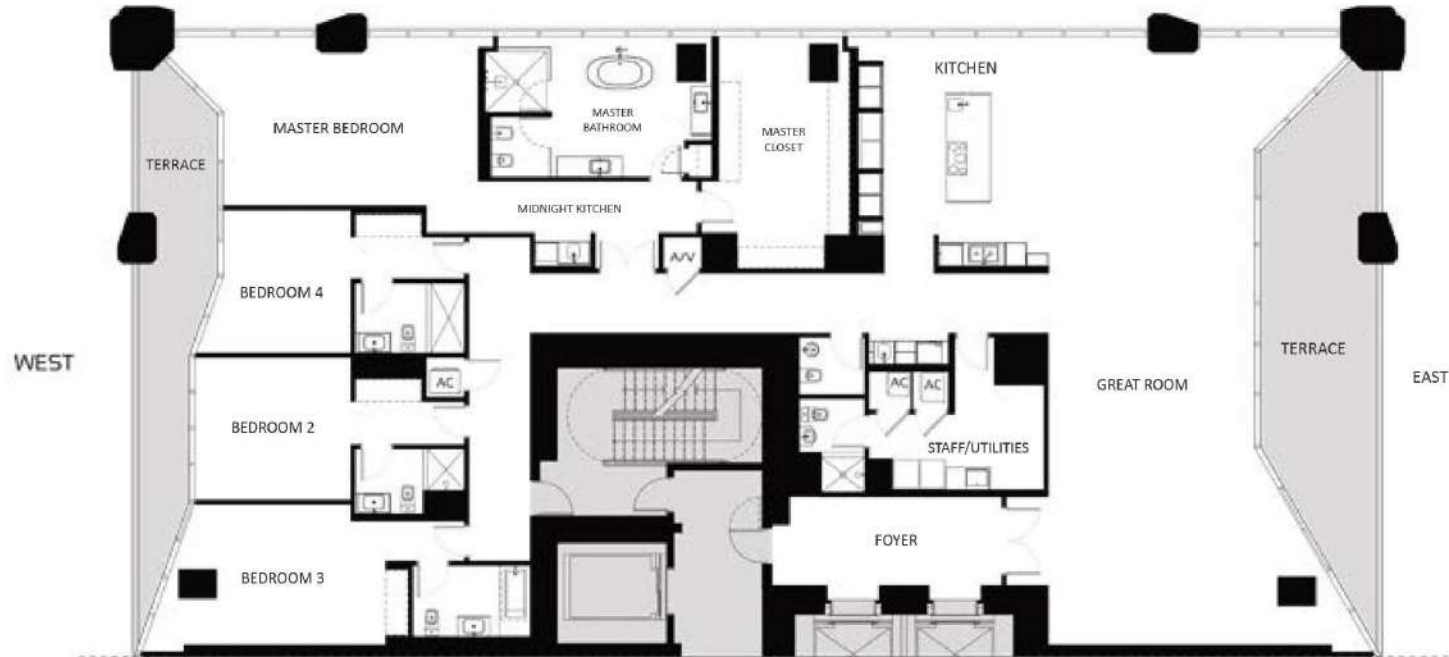 KITCHEN
MASTER BEDROOM
MASTER
BATHROOM
MASTER
CLOSET
TERRACE
MIDNIGHT KITCHEN
A/V
BEDROOM 4
WEST
TERRACE
EAST
AC
AC
AC
GREAT ROOM
BEDROOM 2
STAFF/UTILITIES
FOYER
BEDROOM 3